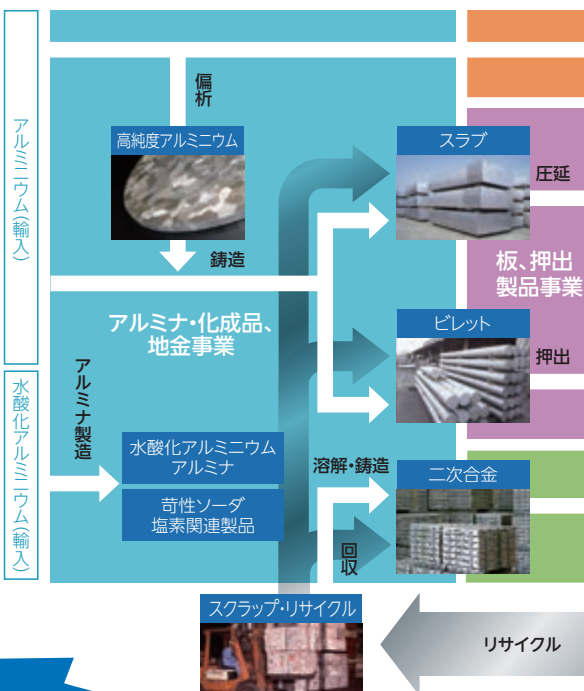 アルミニウム(輸入)
水酸化アルミニウム(輸入)
偏析
高純度アルミニウム
鋳造
アルミナ・化成品、
地金事業
アルミナ製造
水酸化アルミニウム
アルミナ
苛性ソーダ
塩素関連製品
スラブ
圧延
板、押出
製品事業
ビレット
押出
溶解・鋳造
二次合金
回収
スクラップ・リサイクル
リサイクル